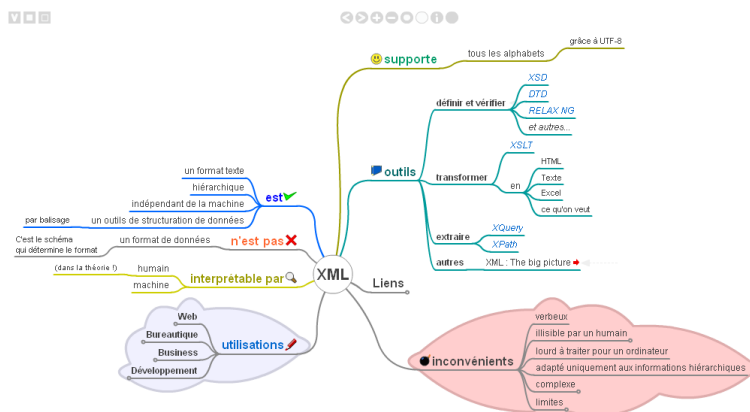 grâce à UTF-8
tous les alphabets
supporte
XSD
DTD
définir et vérifier
RELAX NG
et autres...
XSLT
outils
HTML
transformer
Texte
en
Excel
ce qu'on veut
XQuery
extraire
XPath
autres
XML : The big picture
un format texte
hiérarchique
est
indépendant de la machine
par balisage
un outils de structuration de données
C'est le schéma
qui détermine le format
un format de données
n'est pas
(dans la théorie !)
humain
interprétable par
machine
XML
Liens
Web
Bureautique
utilisations
Business
Développement
verbeux
illisible par un humain
lourd à traiter pour un ordinateur
inconvénients
adapté uniquement aux informations hiérarchiques
complexe
limites